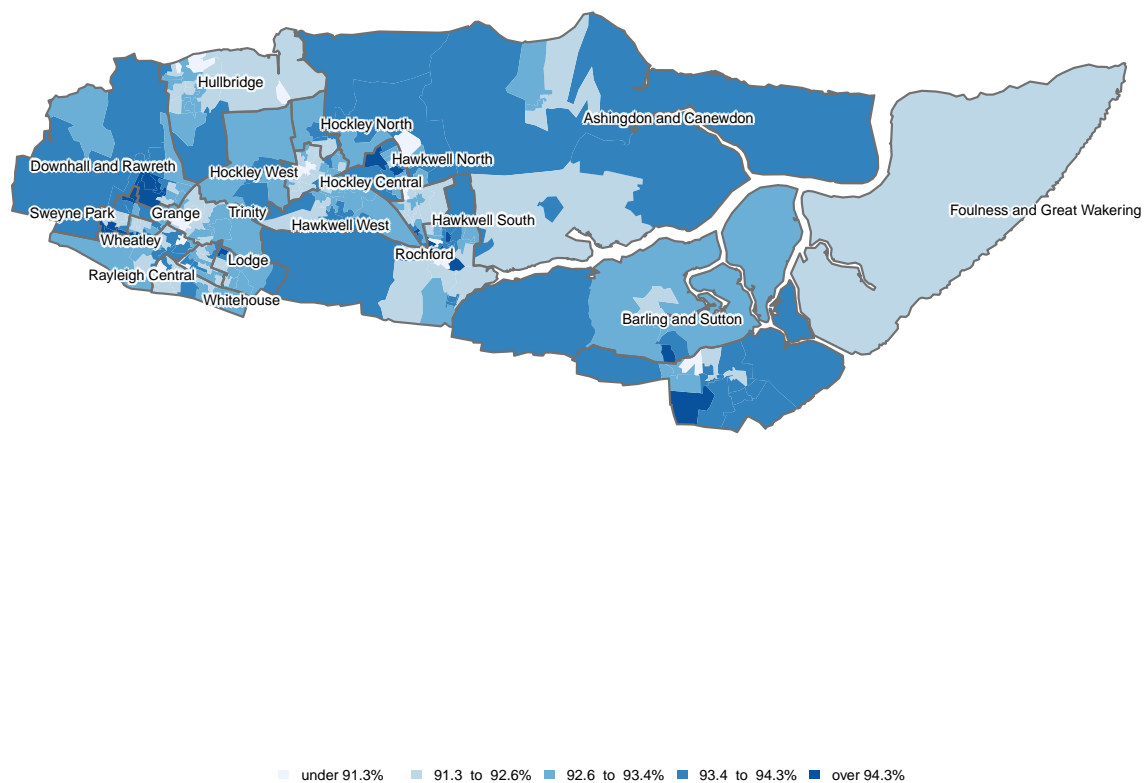 Hullbridge
Ashingdon and Canewdon
Hockley North
Downhall and Rawreth
Hockley West
Hawkwell North
Hockley Central
Sweyne Park
Grange
Trinity
Hawkwell West
Hawkwell South
Foulness and Great Wakering
Wheatley
Rochford
Lodge
Rayleigh Central
Whitehouse
Barling and Sutton
under 91.3% 91.3 to 92.6% 92.6 to 93.4% 93.4 to 94.3% over 94.3%